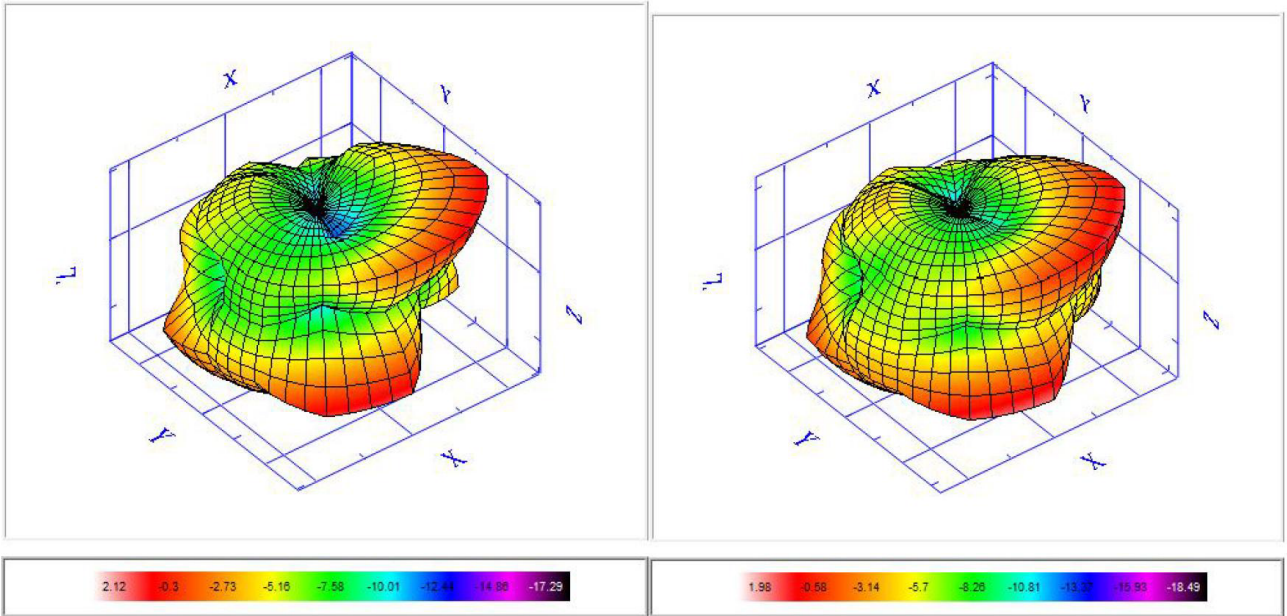 X Y
X Y
Z Z
Z Z
Y X
Y X
2.12 -0.3 -2.73 -5.16 -7.58 -10.01 -12.44 -14.86 -17.29
1.98 -0.58 -3.14 -5.7 -8.26 -10.81 -13.37 -15.93 -18.49